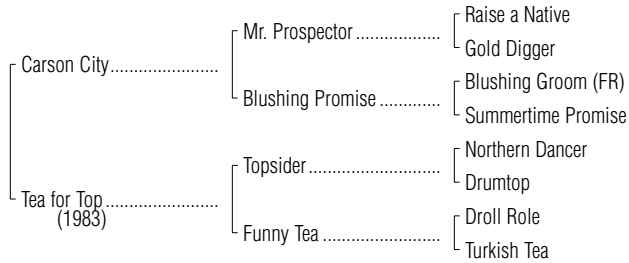 Raise a Native
Mr. Prospector
Gold Digger
Carson City
Blushing Groom (FR)
Blushing Promise
Summertime Promise
Northern Dancer
Topsider
Drumtop
Tea for Top
(1983)
Droll Role
Funny Tea
Turkish Tea